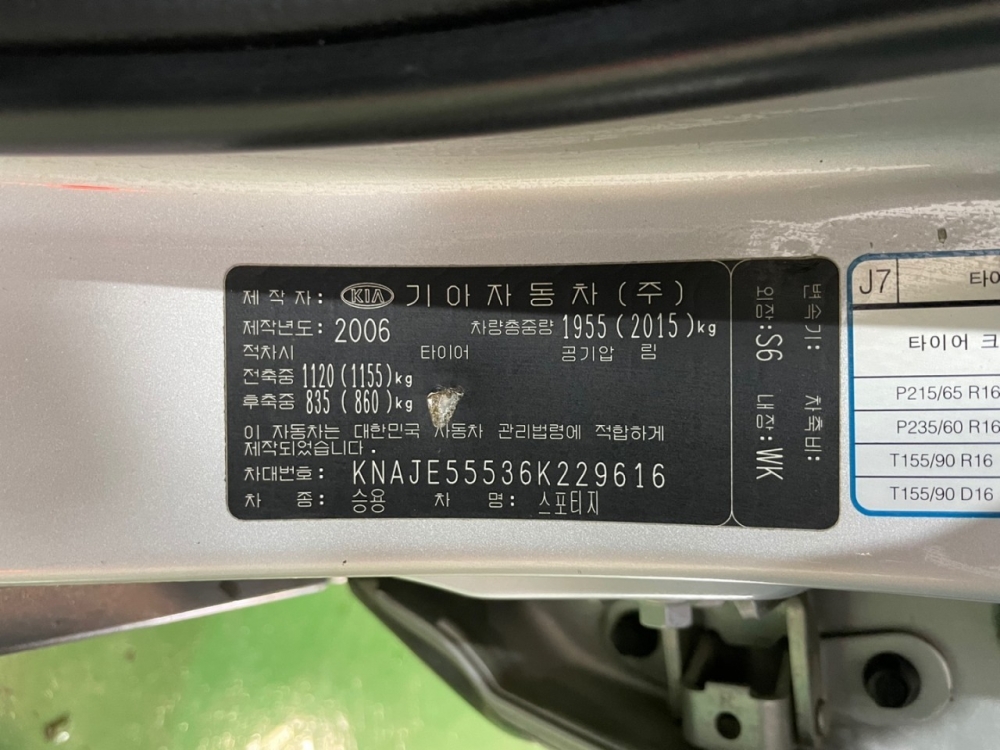 제 작 자 : KIA 기 아 자 동 차 ( 주 )
제작년도: 2006 차량총중량 1955 ( 2015 ) kg
적차시 타이어 공기압 림
전축중 1120 ( 1155 ) kg
후축중 835 ( 860 ) kg
이 자동차는 대한민국 자동차 관리법령에 적합하게
제작되었습니다 .
차대번호: KNAJE55536K229616
차 종: 승용 차 명: 스포티지
변속기: 차축비:
외장:S6 내장:WK
J7 타이
타이어 크
P215/65 R16
P235/60 R16
T155/90 R16
T155/90 D16